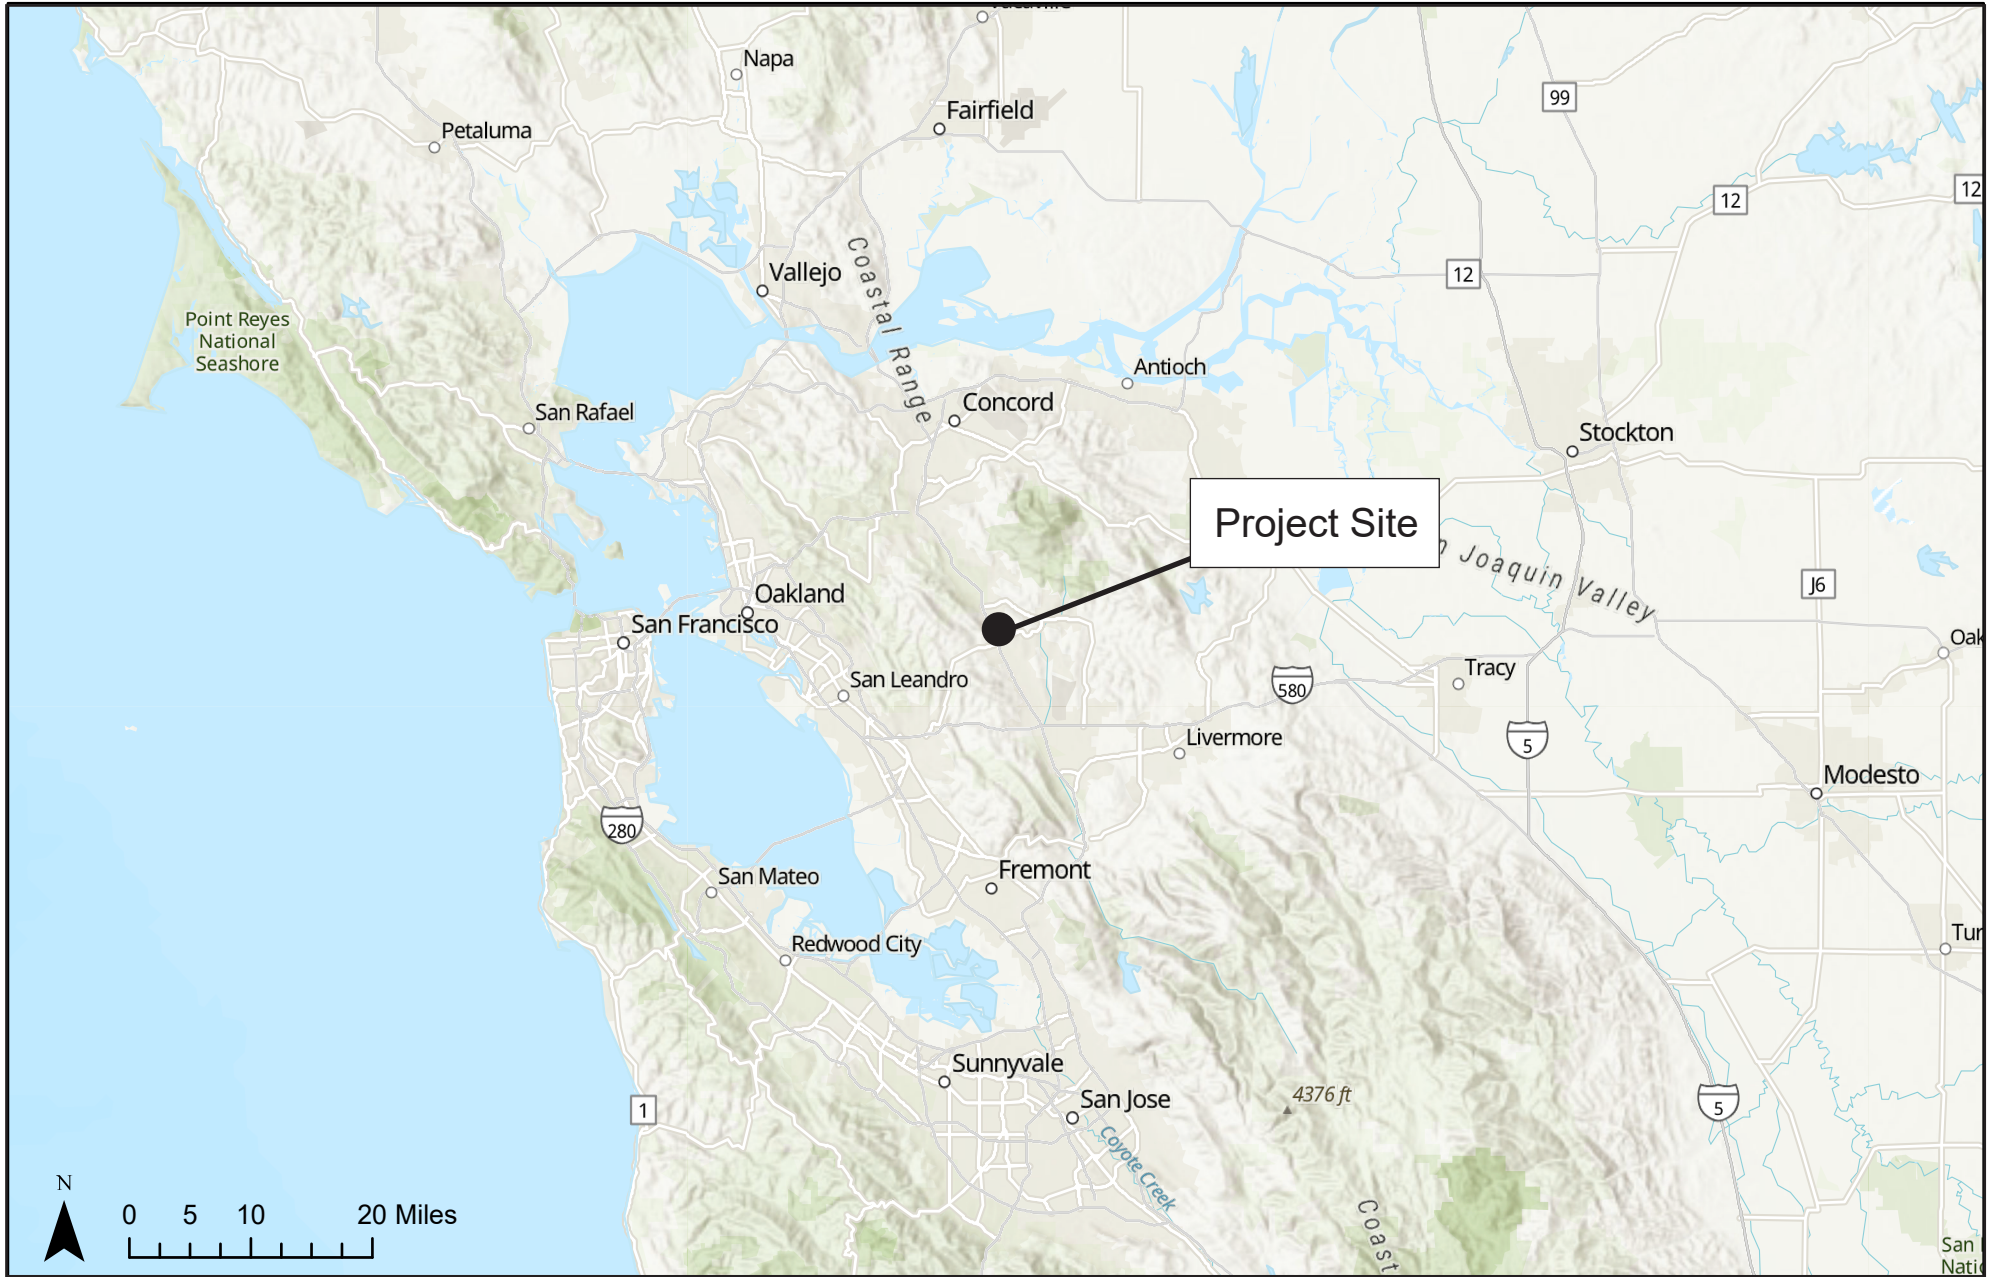 Napa
Fairfield
99
Petaluma
12
12
Coastal Range
Vallejo
12
Point Reyes
National
Seashore
Antioch
San Rafael
Concord
Stockton
Project Site
n Joaquin Valley
J6
Oakland
San Francisco
Oak
San Leandro
Tracy
580
Livermore
5
Modesto
280
San Mateo
Fremont
Redwood City
Tur
Sunnyvale
4376 ft
San Jose
1
5
Coyote Creek
N
0 5 10 20 Miles
Coast
San
Natio